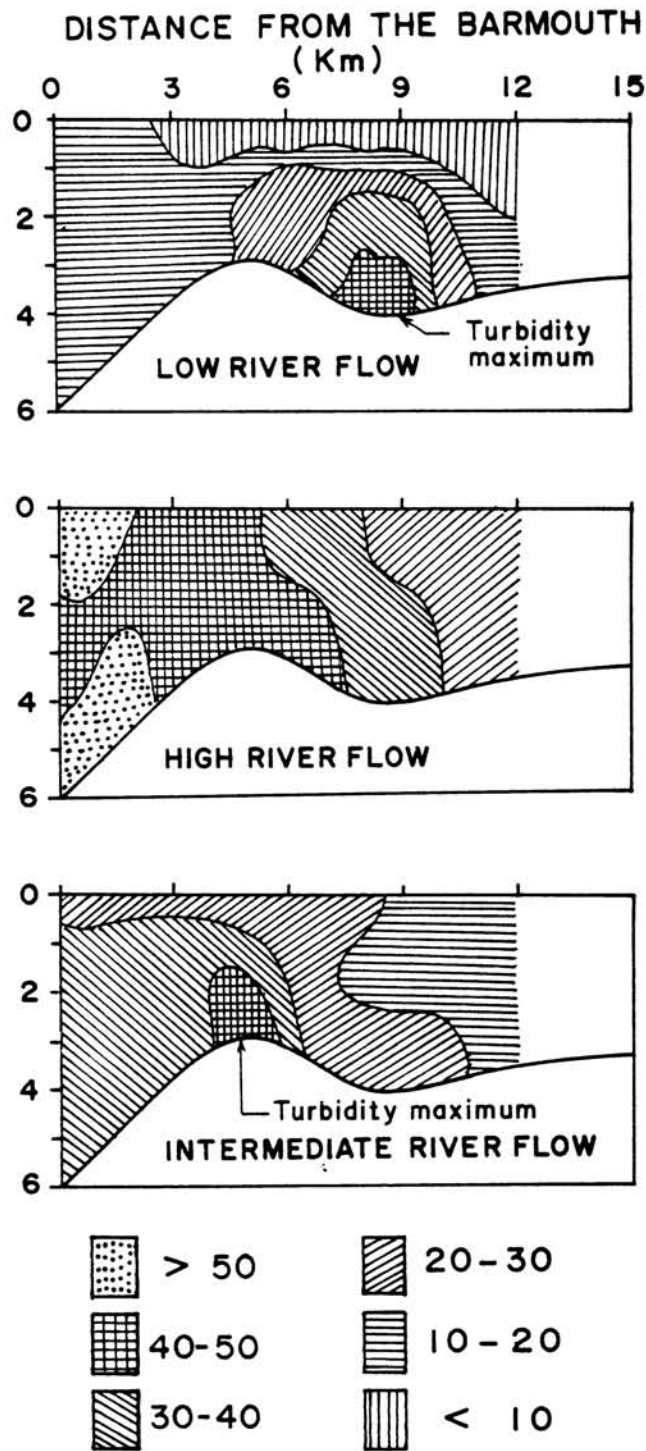 DISTANCE FROM THE BARMOUTH
(Km)
0 3 6 9 12 15
0
2
4
6
Turbidity
maximum
LOW RIVER FLOW
0
2
4
6
HIGH RIVER FLOW
0
2
4
6
Turbidity maximum
INTERMEDIATE RIVER FLOW
> 50 20-30
40-50 10-20
30-40 < 10